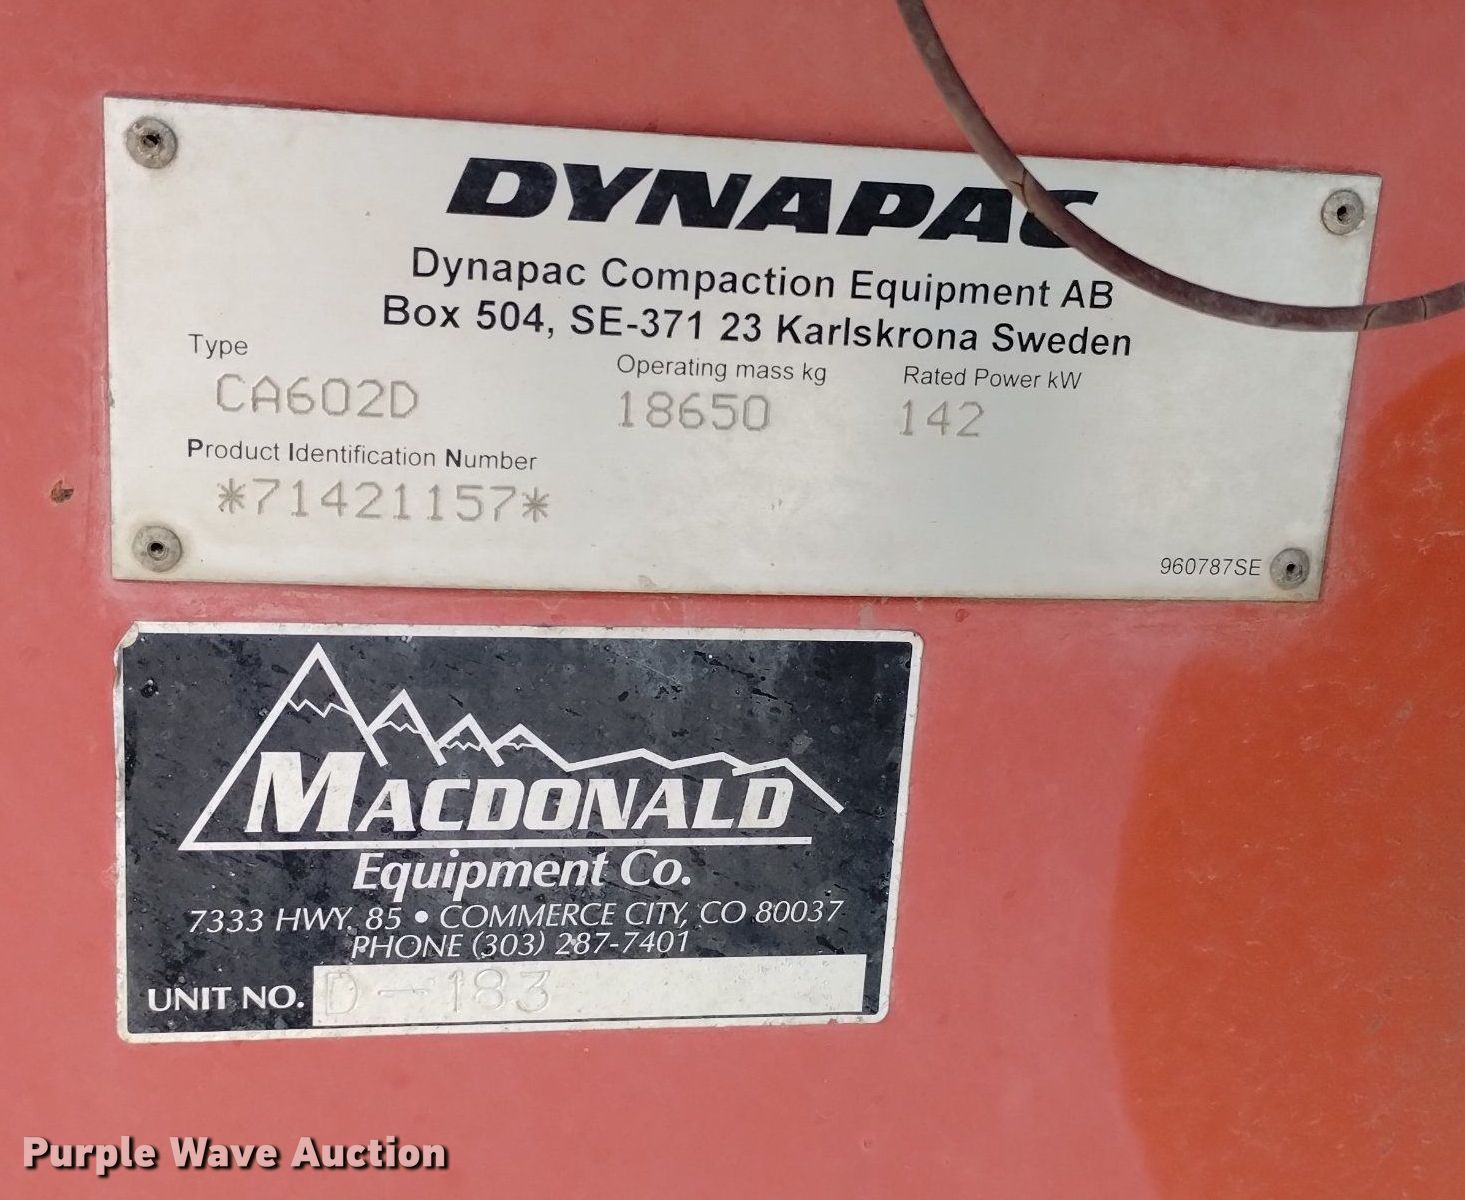 DYNAPAC
Dynapac Compaction Equipment AB
Box 504, SE-371 23 Karlskrona Sweden
Type Operating mass kg Rated Power kW
CA602D 18650 142
Product Identification Number
*71421157*
960787SE
MACDONALD
Equipment Co.
7333 HWY. 85 • COMMERCE CITY, CO 80037
PHONE (303) 287-7401
UNIT NO. D-183
Purple Wave Auction